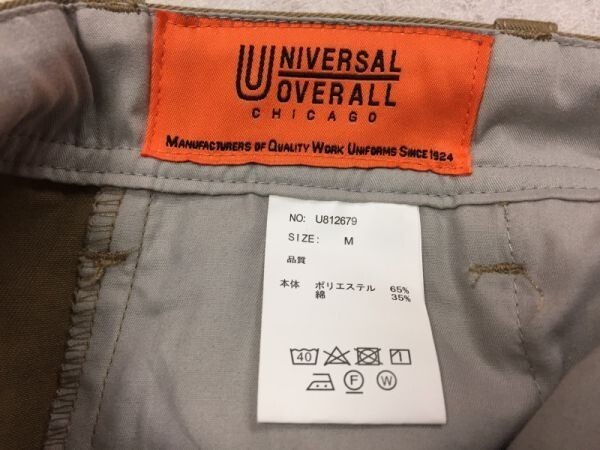 UNIVERSAL
OVERALL
CHICAGO
MANUFACTURERS OF QUALITY WORK UNIFORMS SINCE 1924
NO: U812679
SIZE: M
品質
本体 ポリエステル 65%
綿 35%
40
F W